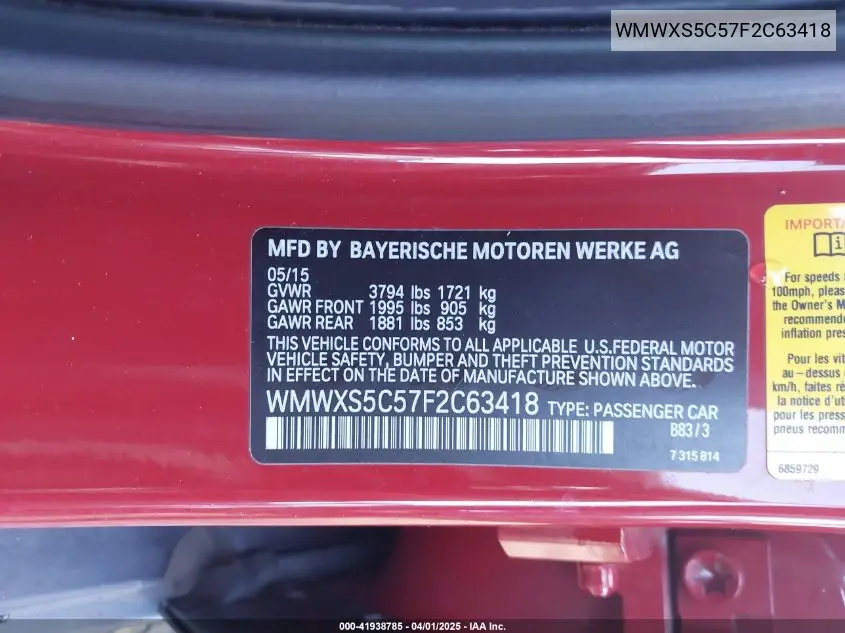 WMWXS5C57F2C63418
MFD BY BAYERISCHE MOTOREN WERKE AG
05/15
GVWR 3794 lbs 1721 kg
GAWR FRONT 1995 lbs 905 kg
GAWR REAR 1881 lbs 853 kg
THIS VEHICLE CONFORMS TO ALL APPLICABLE U.S.FEDERAL MOTOR
VEHICLE SAFETY, BUMPER AND THEFT PREVENTION STANDARDS
IN EFFECT ON THE DATE OF MANUFACTURE SHOWN ABOVE.
WMWXS5C57F2C63418 TYPE: PASSENGER CAR
B83/3
7 315 814
IMPORTA
For speeds
100mph, pleas
the Owner's M
recommende
inflation pres
Pour les vit
au-dessus d
km/h, faites ré
la notice d'ut
pour les press
pneus recomm
6859729
000-41938785 - 04/01/2025 - IAA Inc.